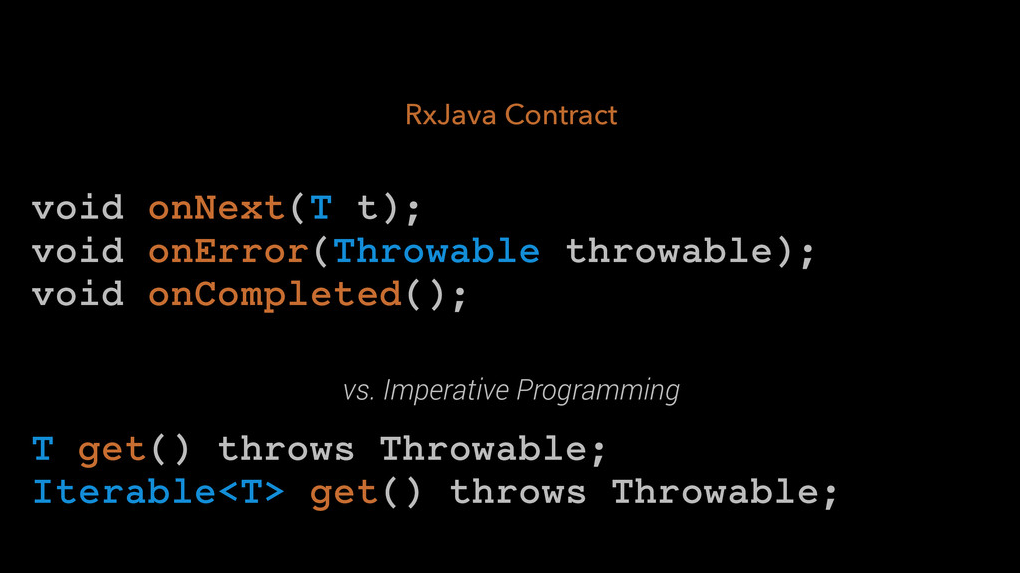 RxJava Contract
void onNext(T t);
void onError(Throwable throwable);
void onCompleted();
vs. Imperative Programming
T get() throws Throwable;
Iterable<T> get() throws Throwable;